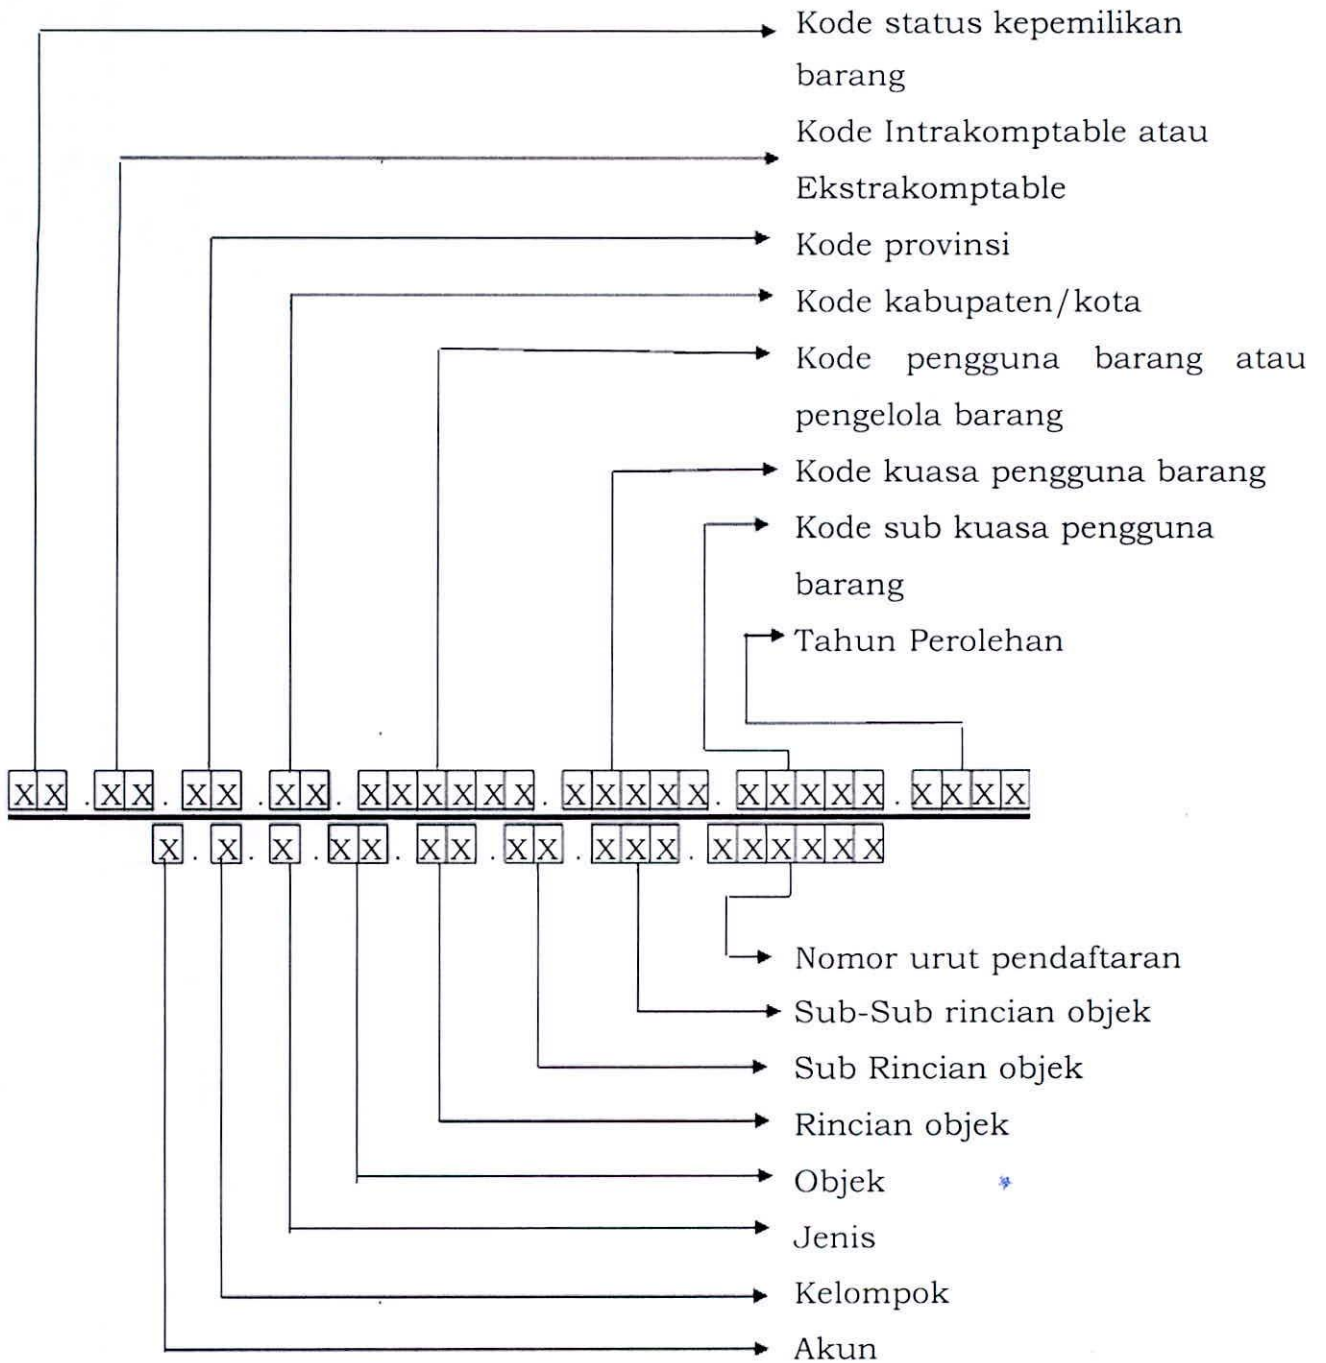 Kode status kepemilikan
barang
Kode Intrakomptable atau
Ekstrakomptable
Kode provinsi
Kode kabupaten/kota
Kode pengguna barang atau
pengelola barang
Kode kuasa pengguna barang
Kode sub kuasa pengguna
barang
Tahun Perolehan
XX.XX.XX.XX.XXXXXX.XXXXX.XXXXX.XXXX
X.X.X.XX.XX.XX.XXX.XXXXXX
Nomor urut pendaftaran
Sub-Sub rincian objek
Sub Rincian objek
Rincian objek
Objek
Jenis
Kelompok
Akun